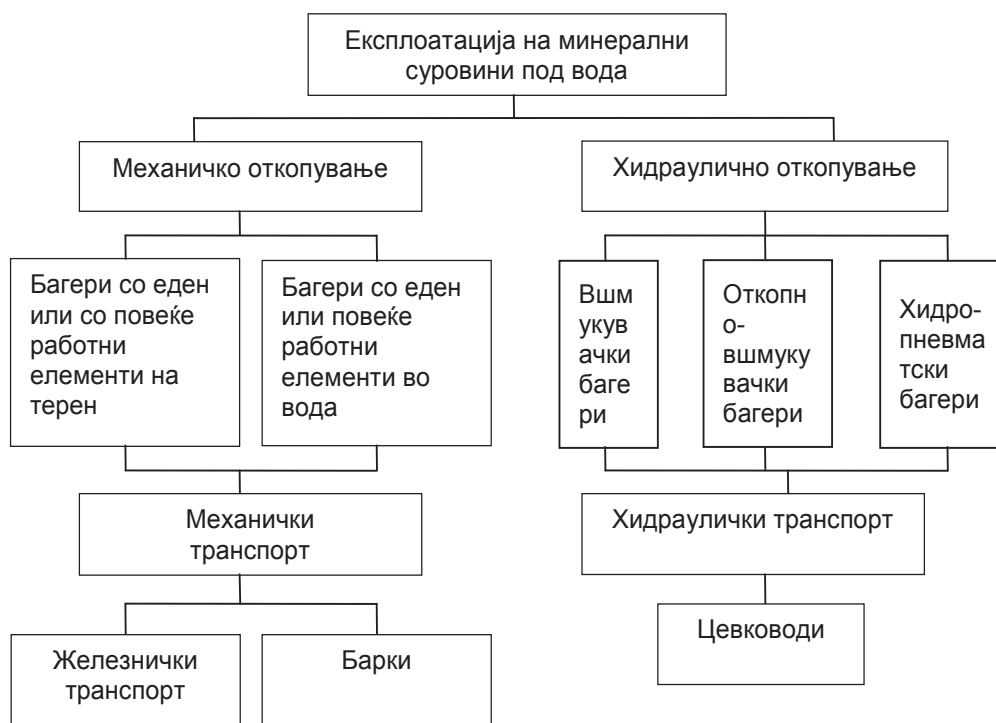 Експлоатација на минерални
суровини под вода
Механичко откопување
Хидраулично откопување
Багери со еден
или со повеќе
работни
елементи на
терен
Багери со еден
или повеќе
работни
елементи во
вода
Вшм
укув
ачки
баге
ри
Откопн
о-
вшмуку
вачки
багери
Хидро-
пневма
тски
багери
Механички
транспорт
Хидраулички транспорт
Железнички
транспорт
Барки
Цевководи